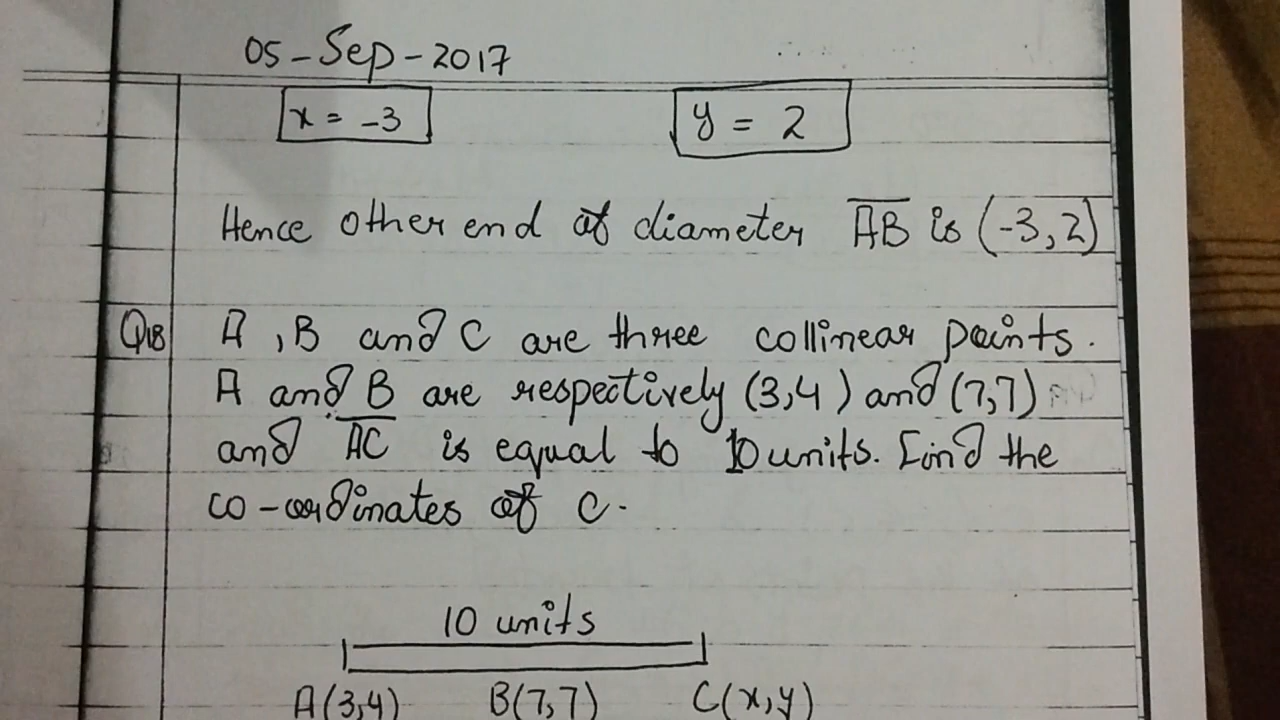 05-Sep-2017
x = -3
y = 2
Hence other end of diameter AB is (-3,2)
Q18 A, B and C are three collinear points.
A and B are respectively (3,4) and (7,7)
and AC is equal to 10 units. Find the
co-ordinates of C.
10 units
A(3,4) B(7,7) C(x,y)